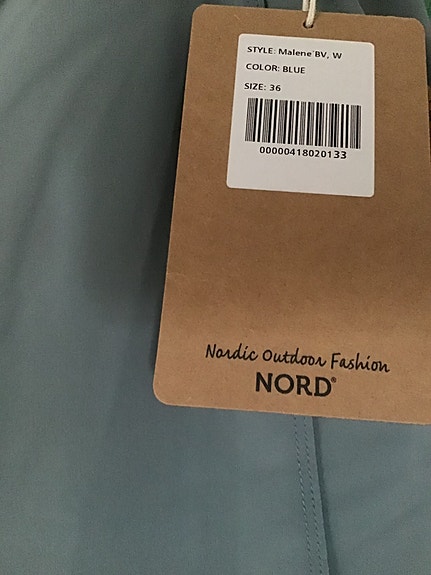 STYLE: Malene BV, W
COLOR: BLUE
SIZE: 36
00000418020133
Nordic Outdoor Fashion
NORD®